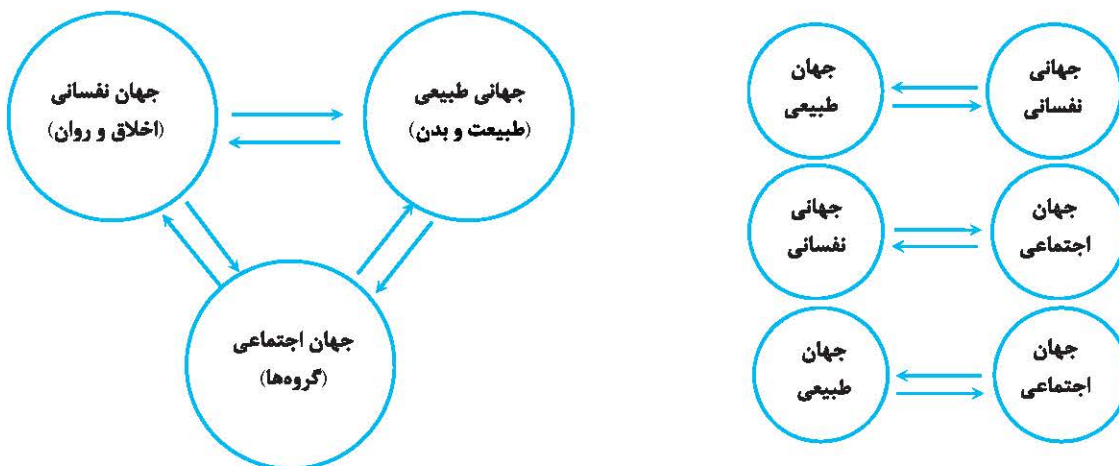 جهانی
نفسانی
جهان
طبیعی
جهان
اجتماعی
جهانی
نفسانی
جهان
اجتماعی
جهان
طبیعی
جهانی طبیعی
(طبیعت و بدن)
جهان نفسانی
(اخلاق و روان)
جهان اجتماعی
(گروه‌ها)